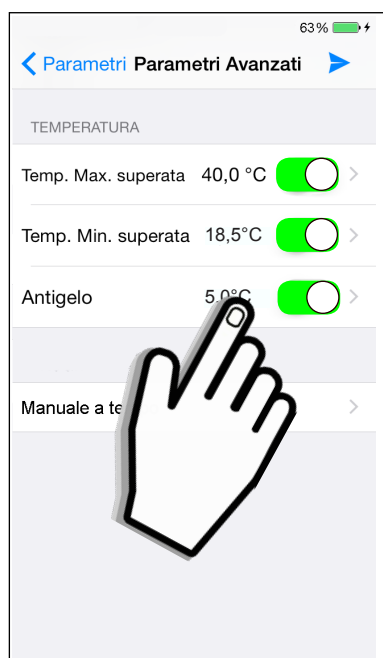 63%
Parametri Parametri Avanzati
TEMPERATURA
Temp. Max. superata 40,0 °C
Temp. Min. superata 18,5°C
Antigelo 5,0°C
Manuale a